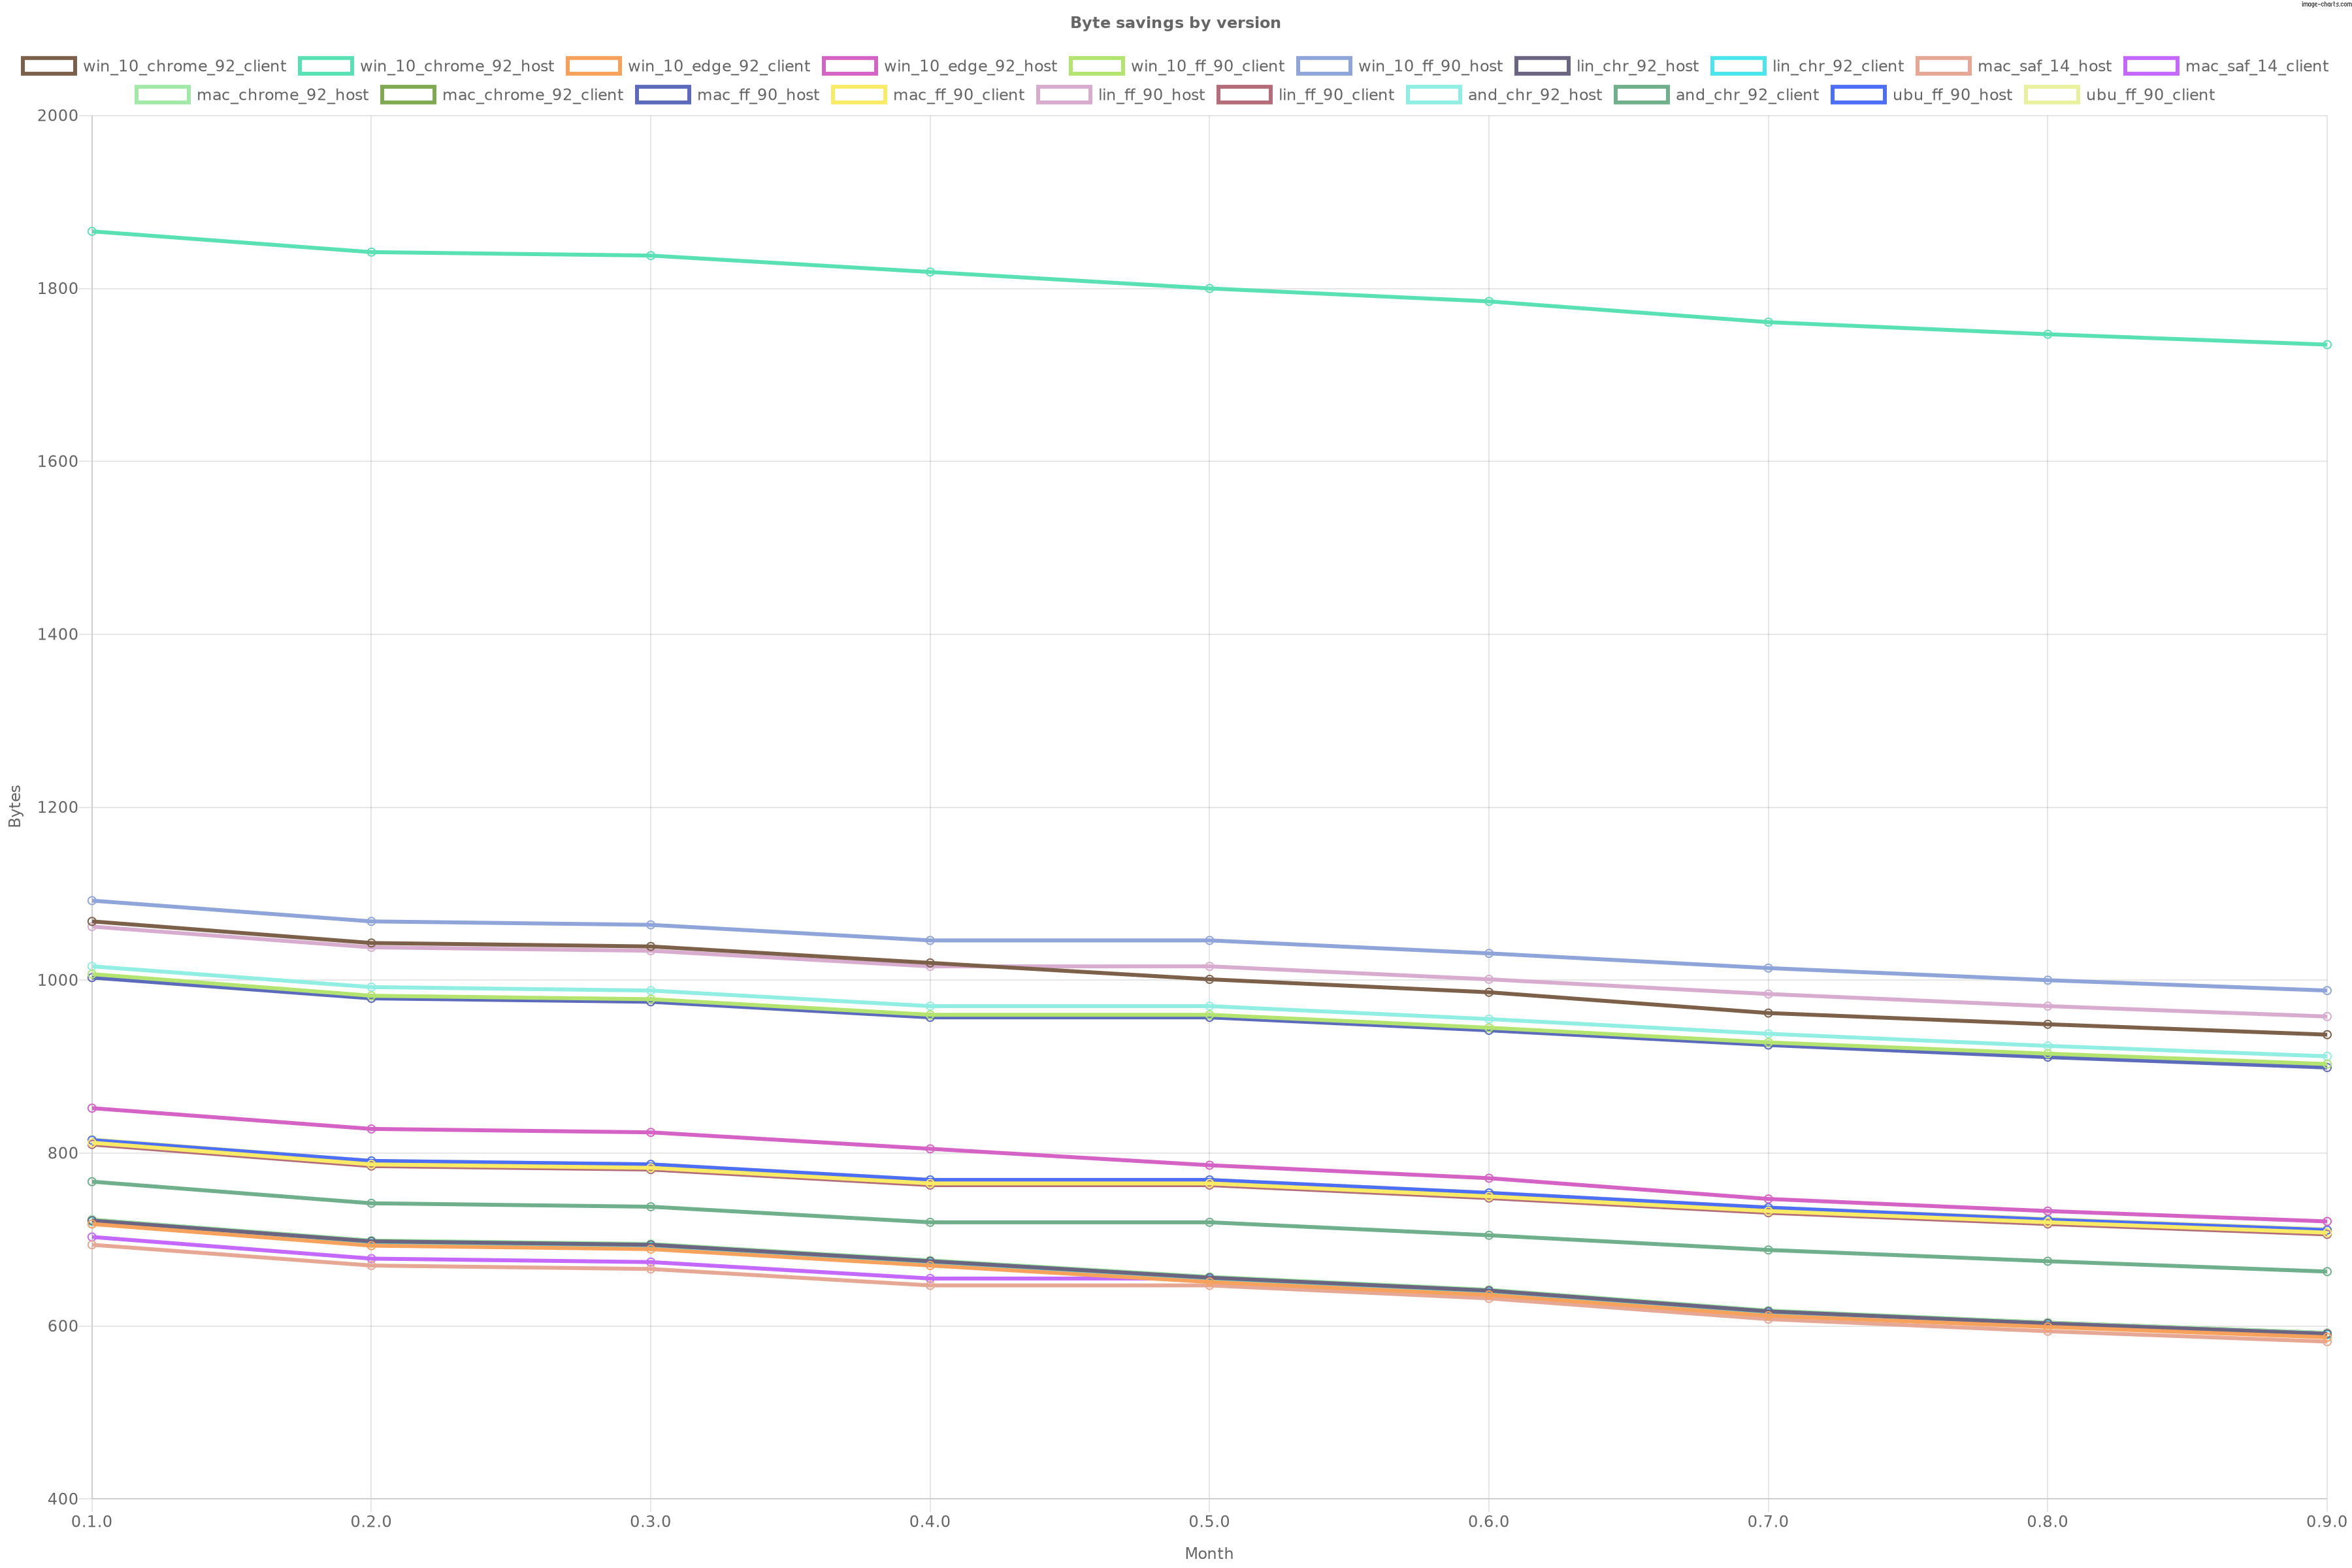 image-charts.com
Byte savings by version
win_10_chrome_92_client win_10_chrome_92_host win_10_edge_92_client win_10_edge_92_host win_10_ff_90_client win_10_ff_90_host lin_chr_92_host lin_chr_92_client mac_saf_14_host mac_saf_14_client
mac_chrome_92_host mac_chrome_92_client mac_ff_90_host mac_ff_90_client lin_ff_90_host lin_ff_90_client and_chr_92_host and_chr_92_client ubu_ff_90_host ubu_ff_90_client
2000
1800
1600
1400
1200
1000
800
600
400
Bytes
0.1.0 0.2.0 0.3.0 0.4.0 0.5.0 0.6.0 0.7.0 0.8.0 0.9.0
Month